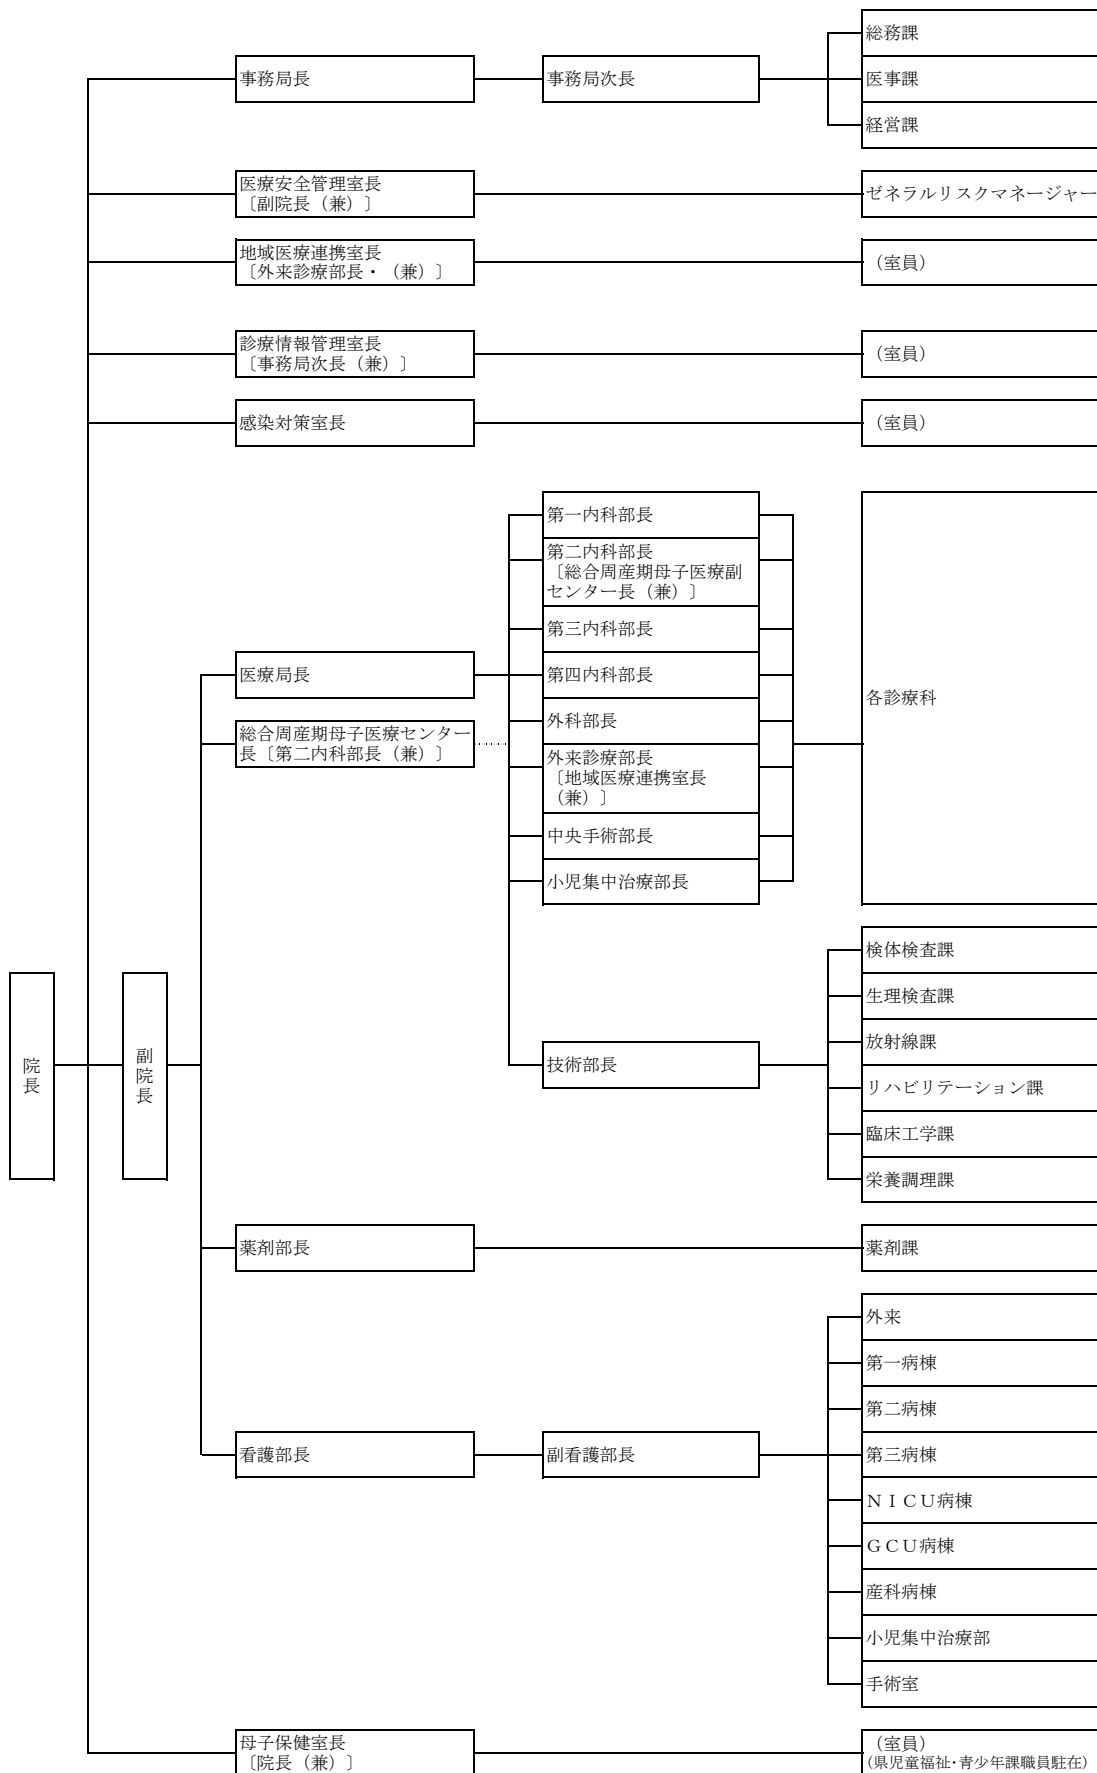 総務課
事務局長
事務局次長
医事課
経営課
医療安全管理室長
〔副院長（兼）〕
ゼネラルリスクマネージャー
地域医療連携室長
〔外来診療部長・（兼）〕
（室員）
診療情報管理室長
〔事務局次長（兼）〕
（室員）
感染対策室長
（室員）
第一内科部長
第二内科部長
〔総合周産期母子医療副
センター長（兼）〕
第三内科部長
医療局長
第四内科部長
各診療科
外科部長
総合周産期母子医療センター
長〔第二内科部長（兼）〕
外来診療部長
〔地域医療連携室長
（兼）〕
中央手術部長
小児集中治療部長
検体検査課
生理検査課
放射線課
院長
副院長
技術部長
リハビリテーション課
臨床工学課
栄養調理課
薬剤部長
薬剤課
外来
第一病棟
第二病棟
看護部長
副看護部長
第三病棟
ＮＩＣＵ病棟
ＧＣＵ病棟
産科病棟
小児集中治療部
手術室
母子保健室長
〔院長（兼）〕
（室員）
（県児童福祉・青少年課職員駐在）